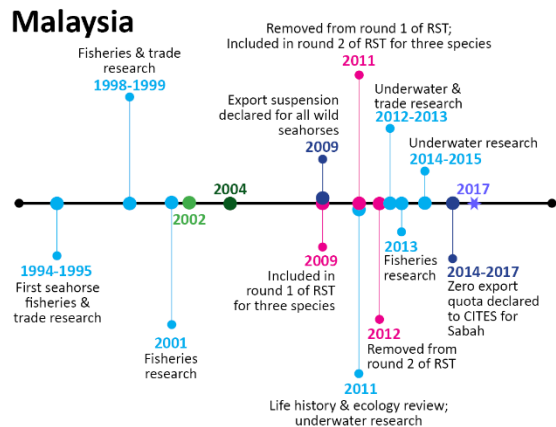 Malaysia
Fisheries & trade
research
1998-1999
Removed from round 1 of RST;
Included in round 2 of RST for three species
2011
Export suspension
declared for all wild
seahorses
2009
Underwater
& trade research
2012-2013
Underwater research
2014-2015
2004
2017
2002
1994-1995
First seahorse
fisheries &
trade research
2001
Fisheries
research
2009
Included in
round 1 of RST
for three species
2011
Life history & ecology review;
underwater research
2012
Removed from
round 2 of RST
2013
Fisheries
research
2014-2017
Zero export
quota declared
to CITES for
Sabah